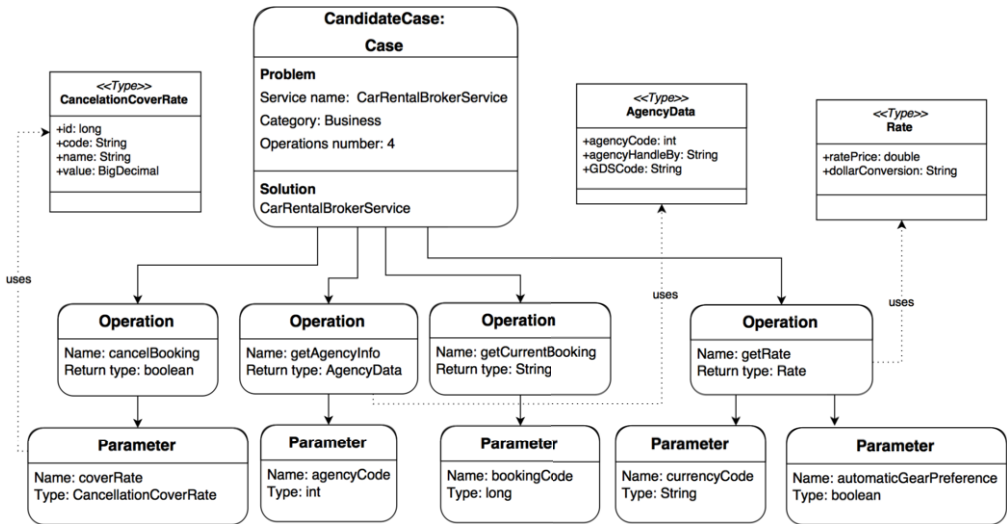 CandidateCase:
Case
Problem
Service name: CarRentalBrokerService
Category: Business
Operations number: 4
Solution
CarRentalBrokerService
<<Type>>
CancelationCoverRate
+id: long
+code: String
+name: String
+value: BigDecimal
<<Type>>
AgencyData
+agencyCode: int
+agencyHandleBy: String
+GDSCode: String
<<Type>>
Rate
+ratePrice: double
+dollarConversion: String
uses
uses
uses
Operation
Name: cancelBooking
Return type: boolean
Operation
Name: getAgencyInfo
Return type: AgencyData
Operation
Name: getCurrentBooking
Return type: String
Operation
Name: getRate
Return type: Rate
Parameter
Name: coverRate
Type: CancellationCoverRate
Parameter
Name: agencyCode
Type: int
Parameter
Name: bookingCode
Type: long
Parameter
Name: currencyCode
Type: String
Parameter
Name: automaticGearPreference
Type: boolean